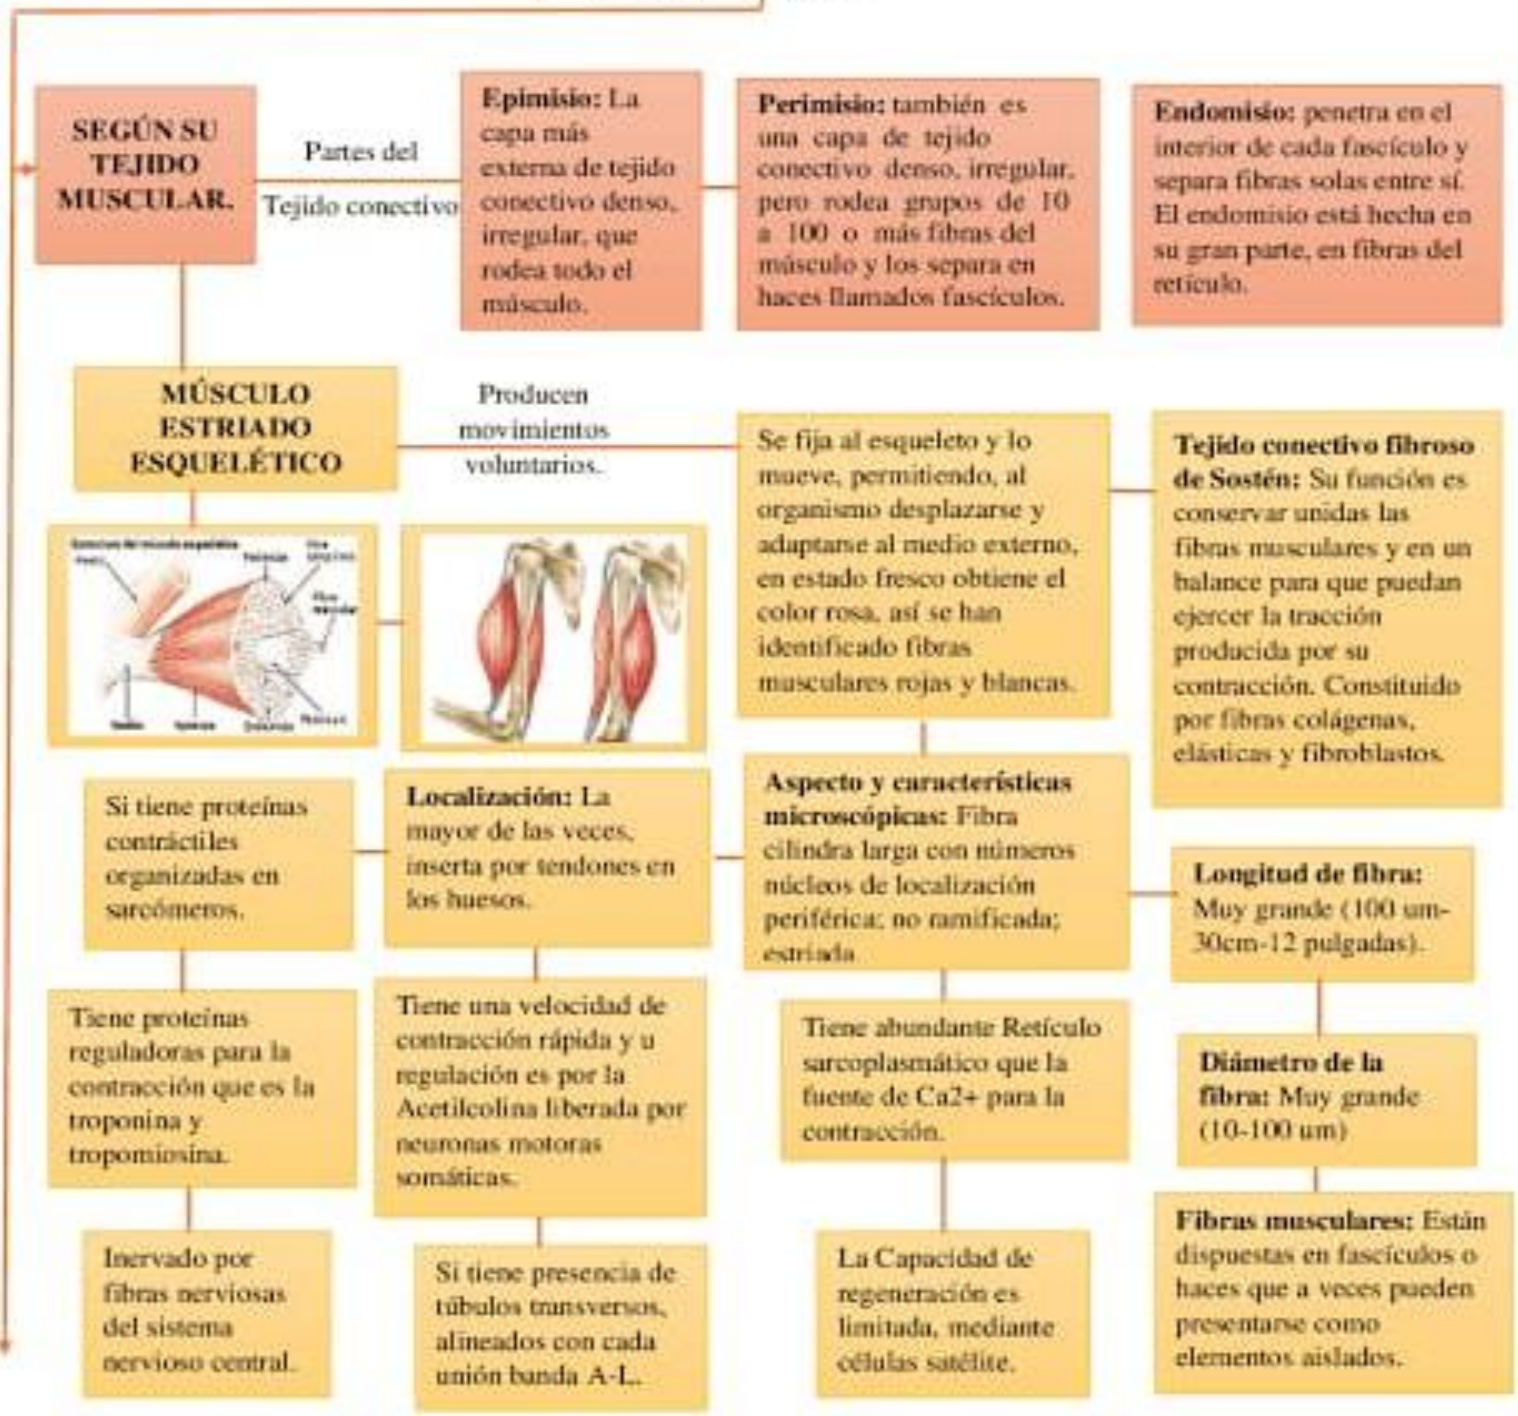 SEGÚN SU
TEJIDO
MUSCULAR.
Partes del
Tejido conectivo
Epimisio: La
capa más
externa de tejido
conectivo denso,
irregular, que
rodea todo el
músculo.
Perimisio: también es
una capa de tejido
conectivo denso, irregular,
pero rodea grupos de 10
a 100 o más fibras del
músculo y los separa en
haces llamados fascículos.
Endomisio: penetra en el
interior de cada fascículo y
separa fibras solas entre sí.
El endomisio está hecha en
su gran parte, en fibras del
retículo.
MÚSCULO
ESTRIADO
ESQUELÉTICO
Producen
movimientos
voluntarios.
Se fija al esqueleto y lo
mueve, permitiendo, al
organismo desplazarse y
adaptarse al medio externo,
en estado fresco obtiene el
color rosa, así se han
identificado fibras
musculares rojas y blancas.
Tejido conectivo fibroso
de Sostén: Su función es
conservar unidas las
fibras musculares y en un
balance para que puedan
ejercer la tracción
producida por su
contracción. Constituido
por fibras colágenas,
elásticas y fibroblastos.
Si tiene proteínas
contráctiles
organizadas en
sarcómeros.
Localización: La
mayor de las veces,
inserta por tendones en
los huesos.
Aspecto y características
microscópicas: Fibra
cilindra larga con números
núcleos de localización
periférica; no ramificada;
estriada
Longitud de fibra:
Muy grande (100 um-
30cm-12 pulgadas).
Tiene proteínas
reguladoras para la
contracción que es la
troponina y
tropomiosina.
Tiene una velocidad de
contracción rápida y u
regulación es por la
Acetilcolina liberada por
neuronas motoras
somáticas.
Tiene abundante Retículo
sarcoplasmático que la
fuente de Ca2+ para la
contracción.
Diámetro de la
fibra: Muy grande
(10-100 um)
Inervado por
fibras nerviosas
del sistema
nervioso central.
Si tiene presencia de
túbulos transversos,
alineados con cada
unión banda A-L.
La Capacidad de
regeneración es
limitada, mediante
células satélite.
Fibras musculares: Están
dispuestas en fascículos o
haces que a veces pueden
presentarse como
elementos aislados.